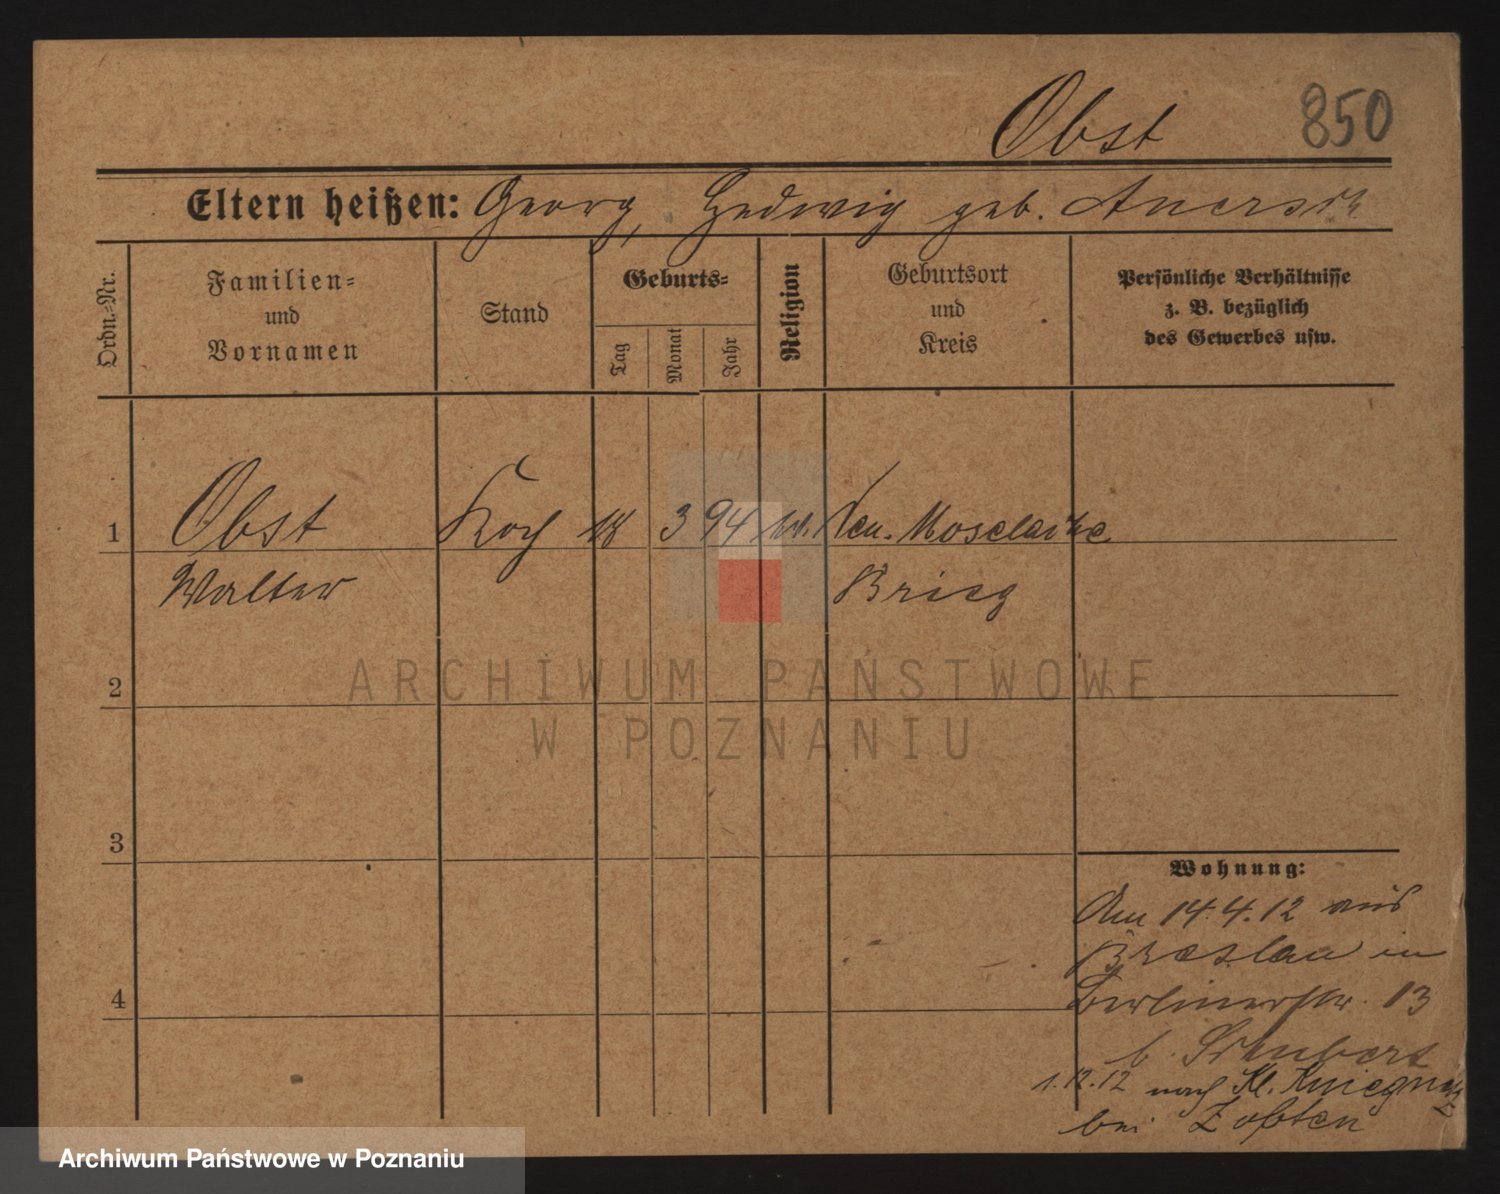 Obst 850
Eltern heißen: Georg, Hedwig geb.
Ordn.-Nr.
Familien=
und
Vornamen
Stand
Geburts=
Tag
Monat
Jahr
Religion
Geburtsort
und
Kreis
Persönliche Verhältnisse
z. B. bezüglich
des Gewerbes usw.
1 Obst Koch 18 3 94
Walter Brieg
2
ARCHIWUM PAŃSTWOWE
W POZNANIU
3
4
Wohnung:
Am 14.4.12 aus
Breslau in
Berlinerstr. 13
b. Schubert
1.12.12 nach Kl.
bei Zobten
Archiwum Państwowe w Poznaniu